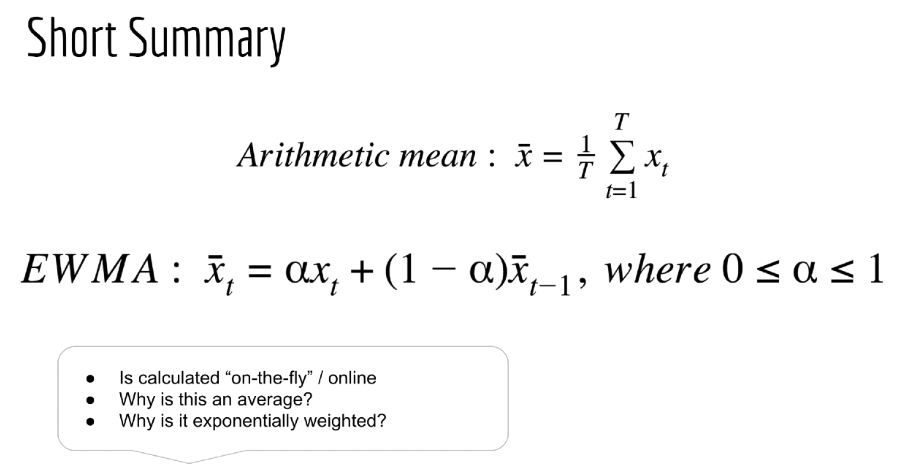 Short Summary
Arithmetic mean : x̄ = 1/T ∑_{t=1}^{T} x_t
EWMA : x̄_t = αx_t + (1 − α)x̄_{t−1}, where 0 ≤ α ≤ 1
● Is calculated “on-the-fly” / online
● Why is this an average?
● Why is it exponentially weighted?